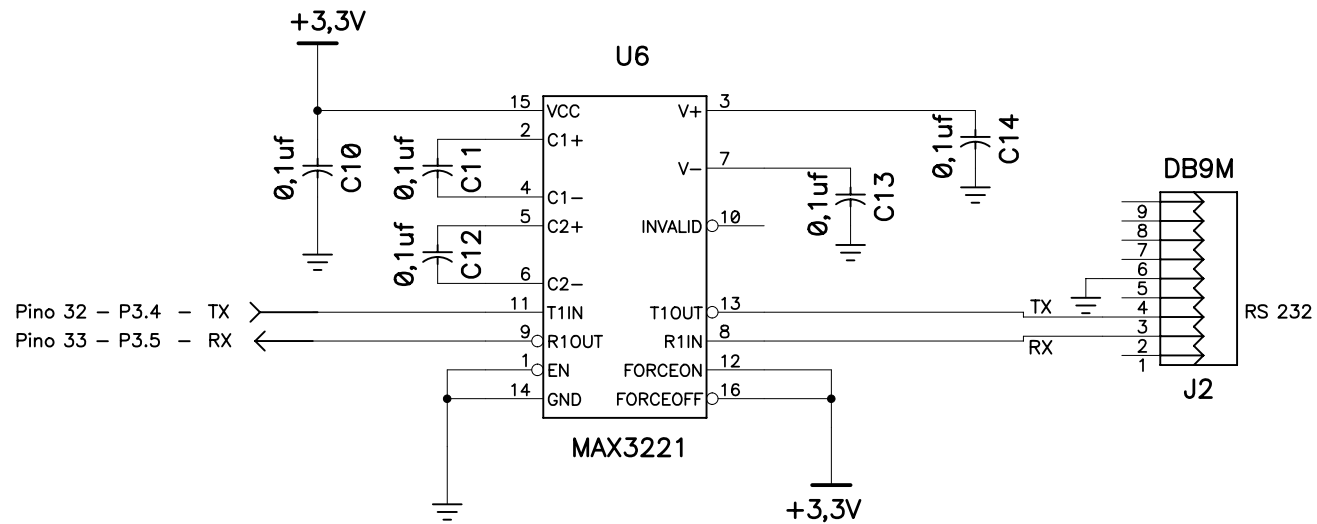 +3,3V
U6
15 VCC
V+ 3
2 C1+
0,1uf C10
0,1uf C11
0,1uf C14
V- 7
4 C1-
DB9M
5 C2+
0,1uf C12
0,1uf C13
INVALID 10
6 C2-
9
8
7
6
5
4
3
2
1
Pino 32 - P3.4 - TX
11 T1IN
T1OUT 13
TX
RS 232
Pino 33 - P3.5 - RX
9 R1OUT
R1IN 8
RX
1 EN
FORCEON 12
14 GND
FORCEOFF 16
J2
MAX3221
+3,3V